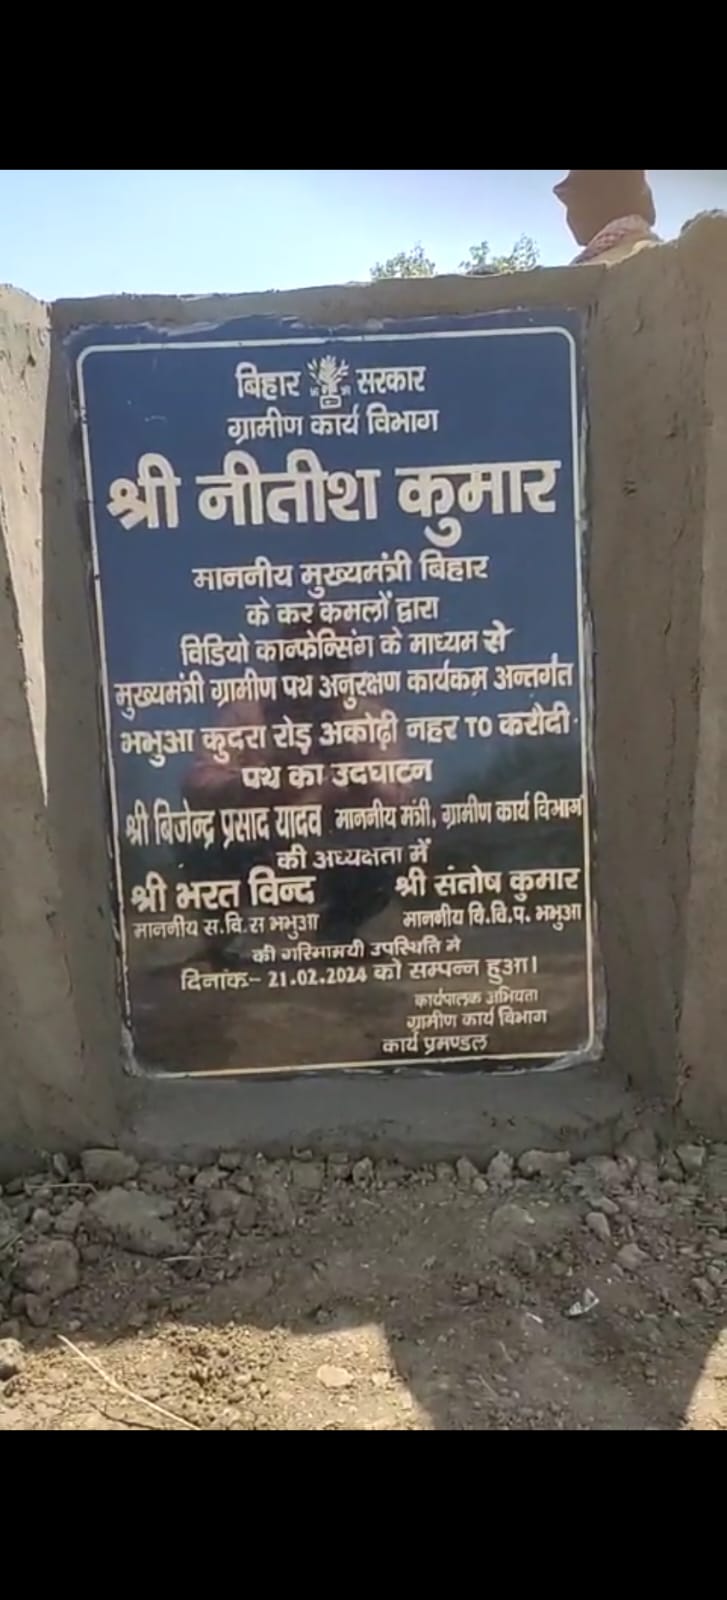 बिहार सरकार
ग्रामीण कार्य विभाग
श्री नीतीश कुमार
माननीय मुख्यमंत्री बिहार
के कर कमलों द्वारा
विडियो कान्फेन्सिंग के माध्यम से
मुख्यमंत्री ग्रामीण पथ अनुरक्षण कार्यकम अन्तर्गत
भभुआ कुदरा रोड़ अकोढ़ी नहर TO करौदी
पथ का उदघाटन
श्री बिजेन्द्र प्रसाद यादव माननीय मंत्री, ग्रामीण कार्य विभाग
की अध्यक्षता में
श्री भरत विन्द श्री संतोष कुमार
माननीय स.वि.स भभुआ माननीय वि.वि.प. भभुआ
की गरिमामयी उपस्थिति मे
दिनांक- 21.02.2024 को सम्पन्न हुआ।
कार्यपालक अभियंता
ग्रामीण कार्य विभाग
कार्य प्रमण्डल